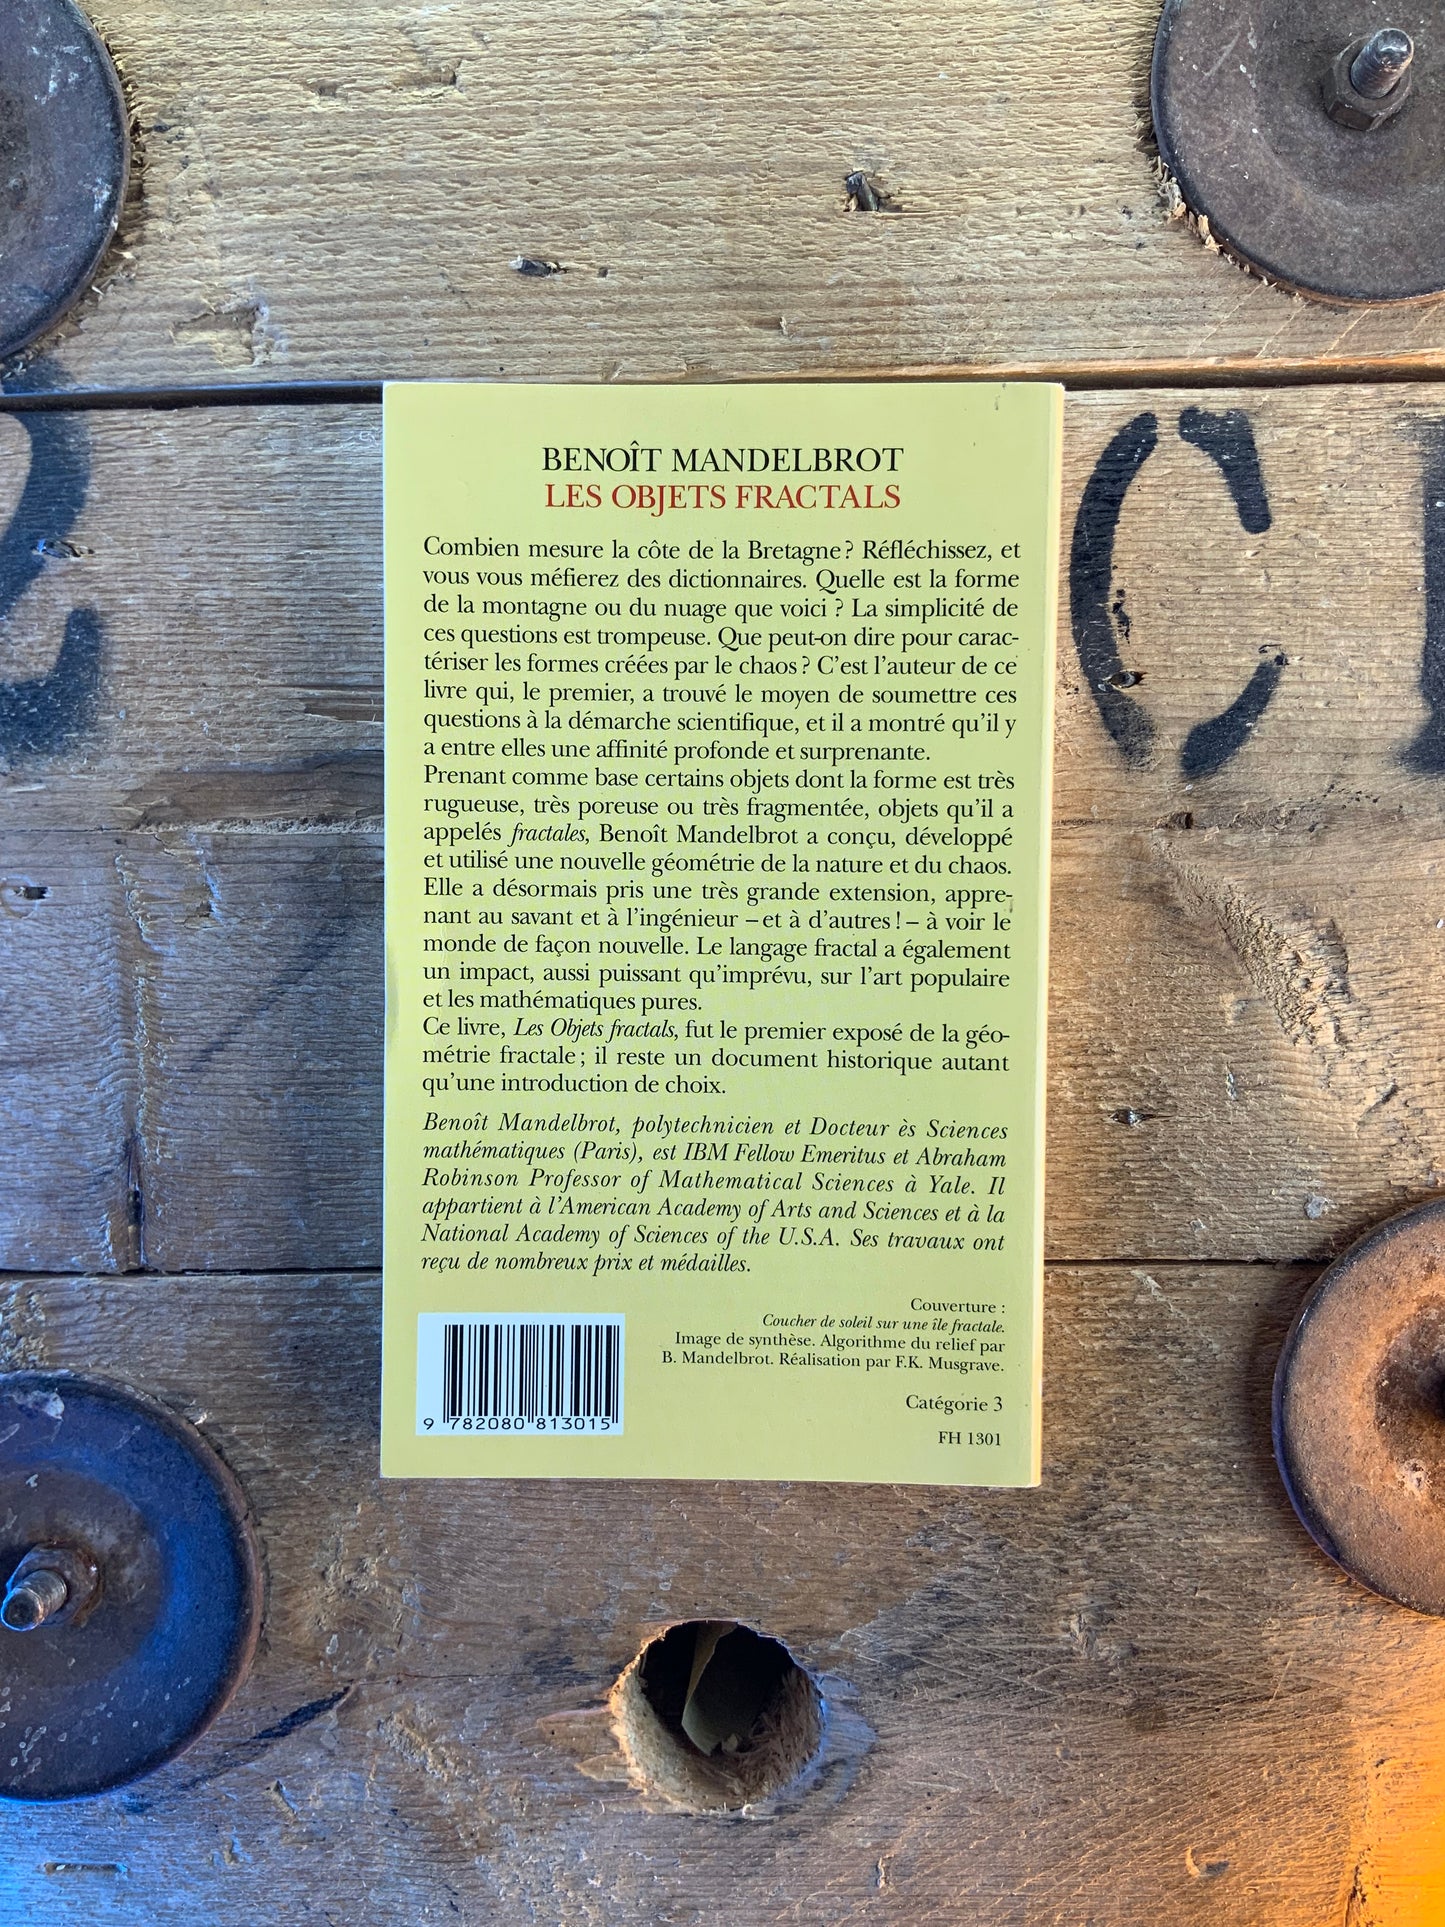 BENOÎT MANDELBROT
LES OBJETS FRACTALS
Combien mesure la côte de la Bretagne ? Réfléchissez, et
vous vous méfierez des dictionnaires. Quelle est la forme
de la montagne ou du nuage que voici ? La simplicité de
ces questions est trompeuse. Que peut-on dire pour carac-
tériser les formes créées par le chaos ? C'est l'auteur de ce
livre qui, le premier, a trouvé le moyen de soumettre ces
questions à la démarche scientifique, et il a montré qu'il y
a entre elles une affinité profonde et surprenante.
Prenant comme base certains objets dont la forme est très
rugueuse, très poreuse ou très fragmentée, objets qu'il a
appelés fractales, Benoît Mandelbrot a conçu, développé
et utilisé une nouvelle géométrie de la nature et du chaos.
Elle a désormais pris une très grande extension, appre-
nant au savant et à l'ingénieur – et à d'autres ! – à voir le
monde de façon nouvelle. Le langage fractal a également
un impact, aussi puissant qu'imprévu, sur l'art populaire
et les mathématiques pures.
Ce livre, Les Objets fractals, fut le premier exposé de la géo-
métrie fractale ; il reste un document historique autant
qu'une introduction de choix.
Benoît Mandelbrot, polytechnicien et Docteur ès Sciences
mathématiques (Paris), est IBM Fellow Emeritus et Abraham
Robinson Professor of Mathematical Sciences à Yale. Il
appartient à l'American Academy of Arts and Sciences et à la
National Academy of Sciences of the U.S.A. Ses travaux ont
reçu de nombreux prix et médailles.
Couverture :
Coucher de soleil sur une île fractale.
Image de synthèse. Algorithme du relief par
B. Mandelbrot. Réalisation par F.K. Musgrave.
Catégorie 3
FH 1301
9 782080 813015
C